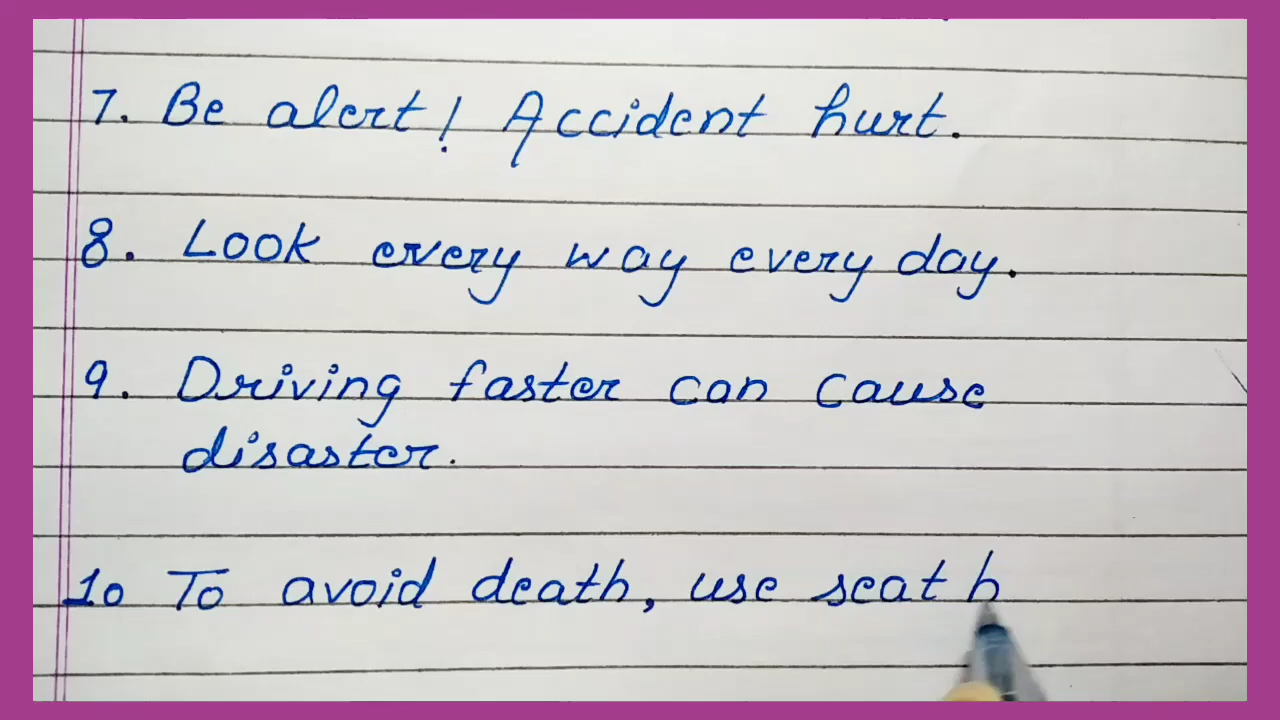 7. Be alert! Accident hurt.
8. Look every way every day.
9. Driving faster can cause
disaster.
10 To avoid death, use seat